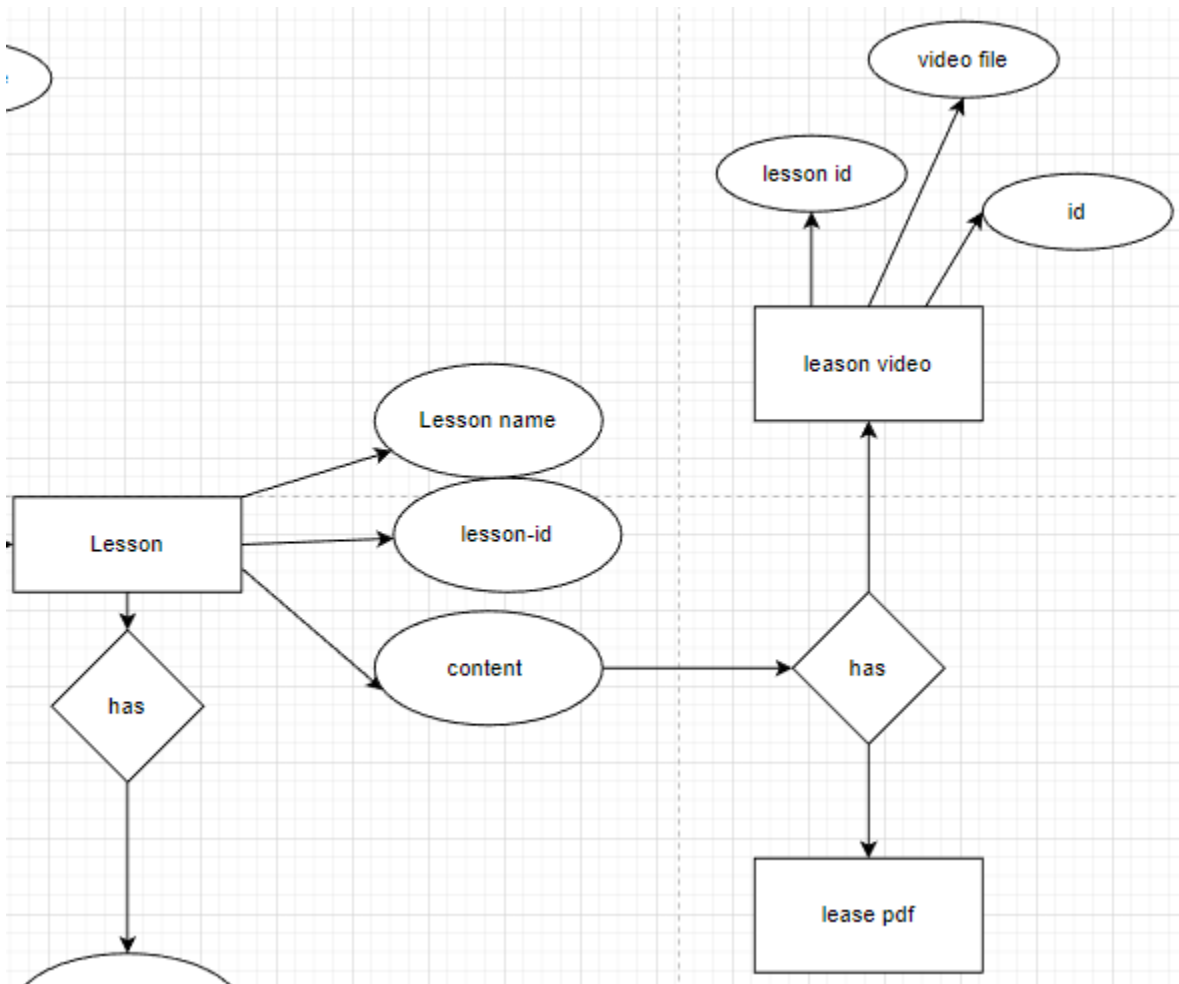 video file
lesson id
id
leason video
Lesson name
Lesson
lesson-id
content
has
has
lease pdf